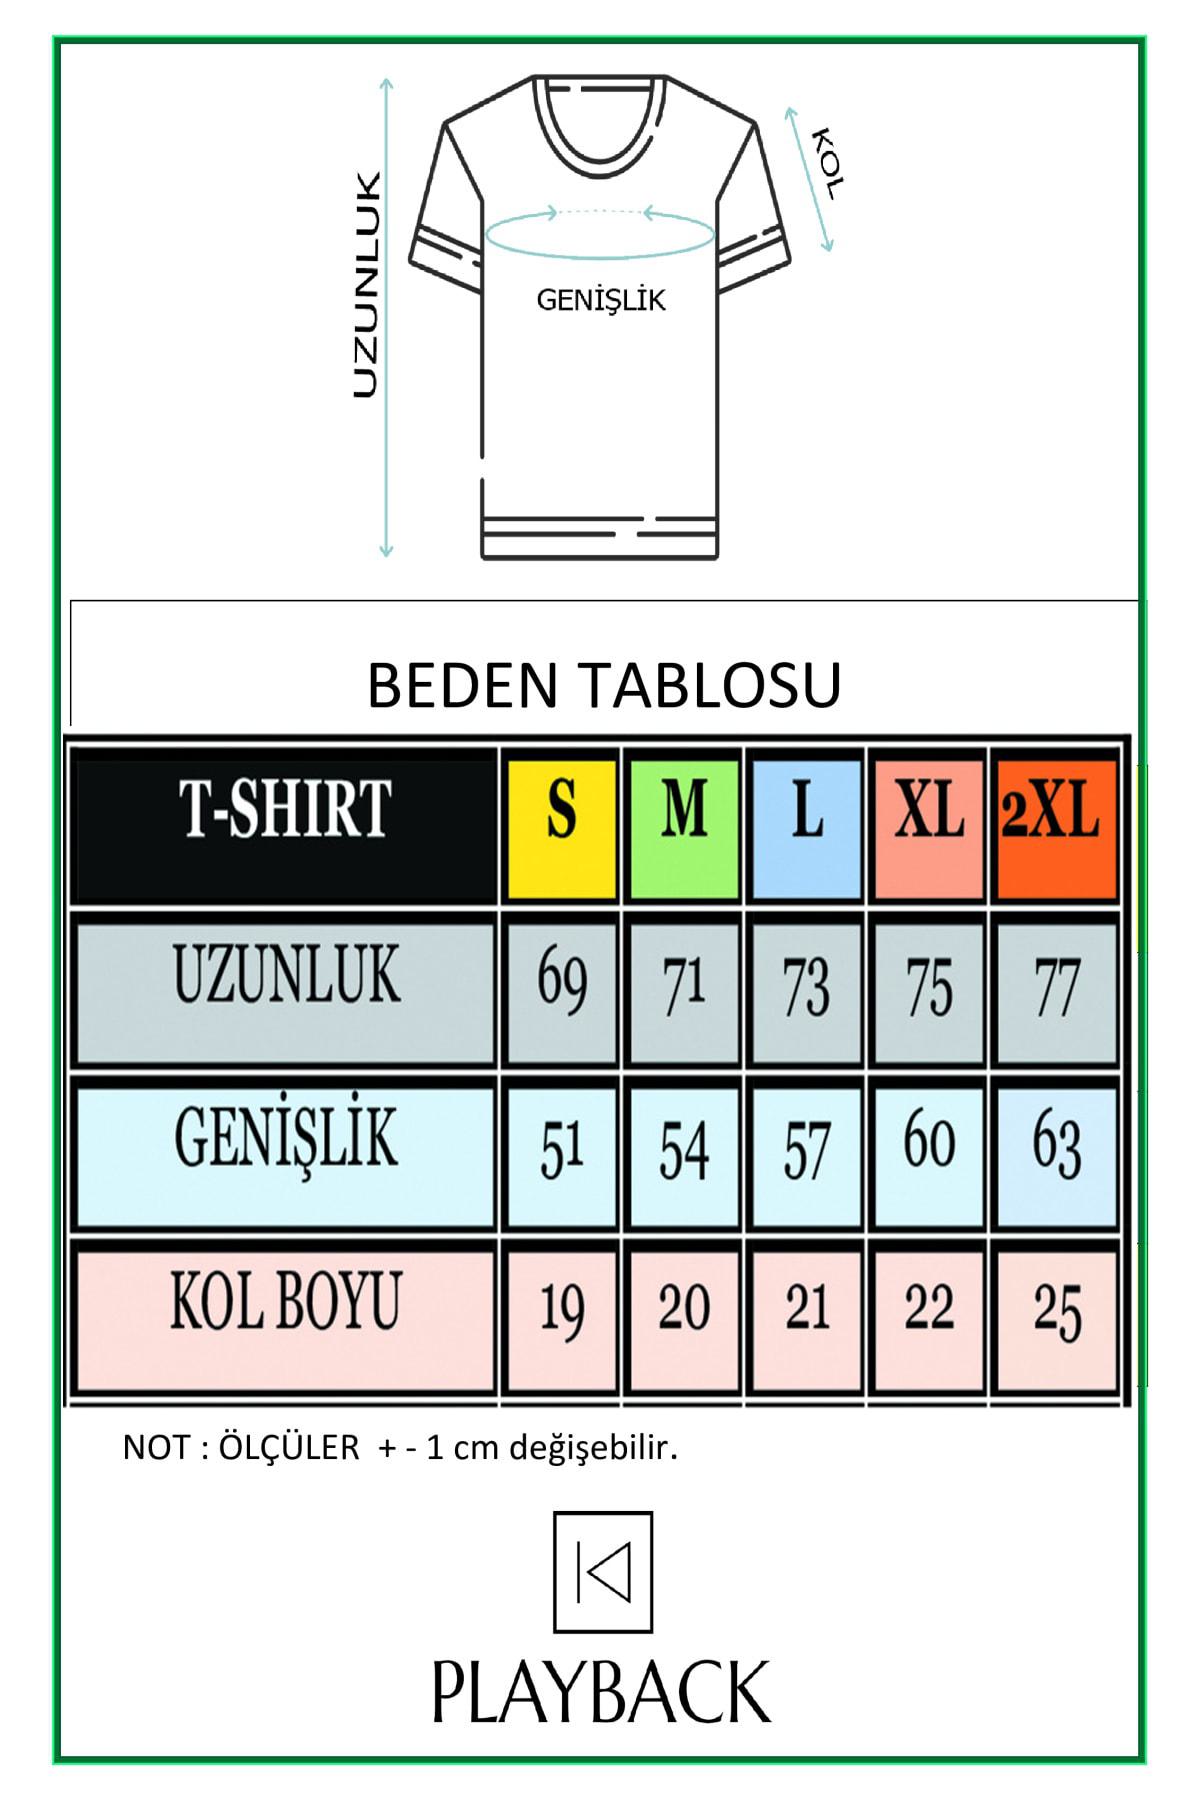 UZUNLUK
KOL
GENİŞLİK
BEDEN TABLOSU
T-SHIRT S M L XL 2XL
UZUNLUK 69 71 73 75 77
GENİŞLİK 51 54 57 60 63
KOL BOYU 19 20 21 22 25
NOT : ÖLÇÜLER + - 1 cm değişebilir.
PLAYBACK